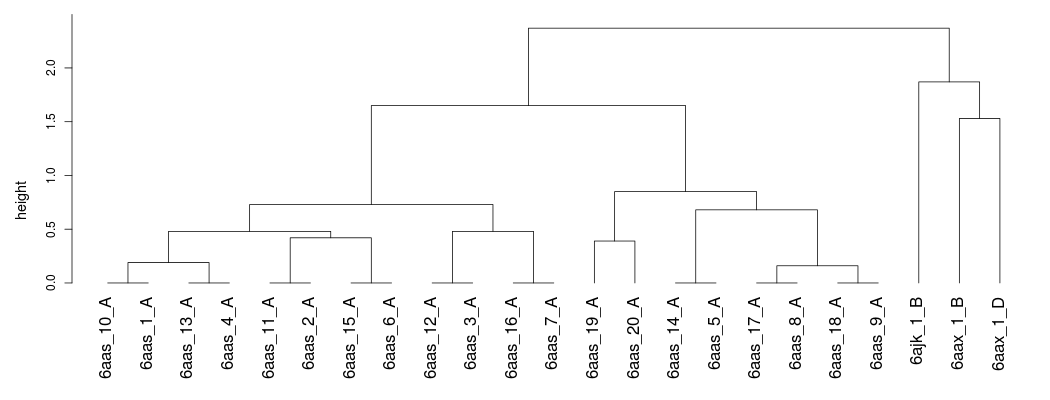 height
2.0
1.5
1.0
0.5
0.0
6aas_10_A
6aas_1_A
6aas_13_A
6aas_4_A
6aas_11_A
6aas_2_A
6aas_15_A
6aas_6_A
6aas_12_A
6aas_3_A
6aas_16_A
6aas_7_A
6aas_19_A
6aas_20_A
6aas_14_A
6aas_5_A
6aas_17_A
6aas_8_A
6aas_18_A
6aas_9_A
6ajk_1_B
6aax_1_B
6aax_1_D